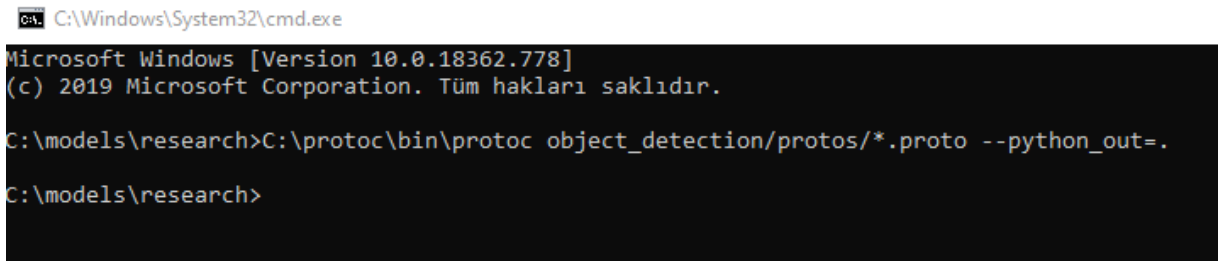 C:\Windows\System32\cmd.exe
Microsoft Windows [Version 10.0.18362.778]
(c) 2019 Microsoft Corporation. Tüm hakları saklıdır.
C:\models\research>C:\protoc\bin\protoc object_detection/protos/*.proto --python_out=.
C:\models\research>